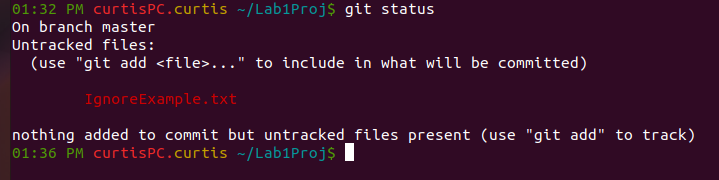 01:32 PM curtisPC.curtis ~/Lab1Proj$ git status
On branch master
Untracked files:
  (use "git add <file>..." to include in what will be committed)

        IgnoreExample.txt

nothing added to commit but untracked files present (use "git add" to track)
01:36 PM curtisPC.curtis ~/Lab1Proj$